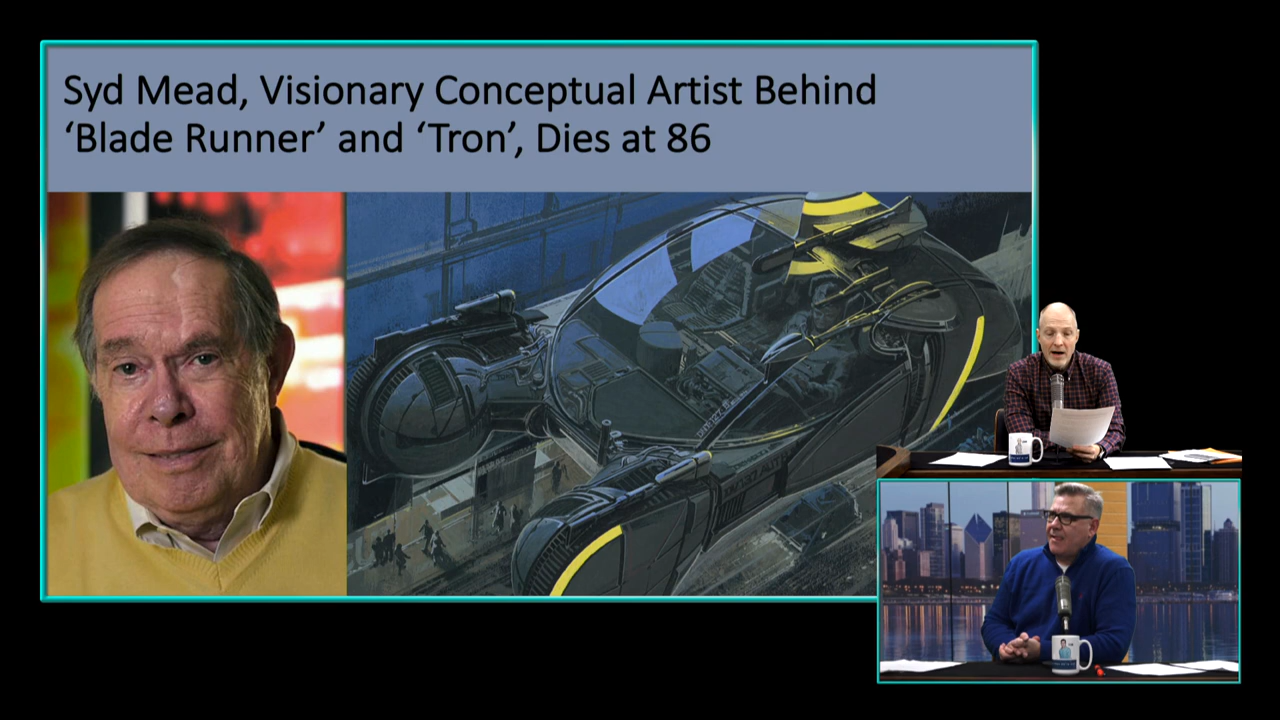 Syd Mead, Visionary Conceptual Artist Behind
‘Blade Runner’ and ‘Tron’, Dies at 86